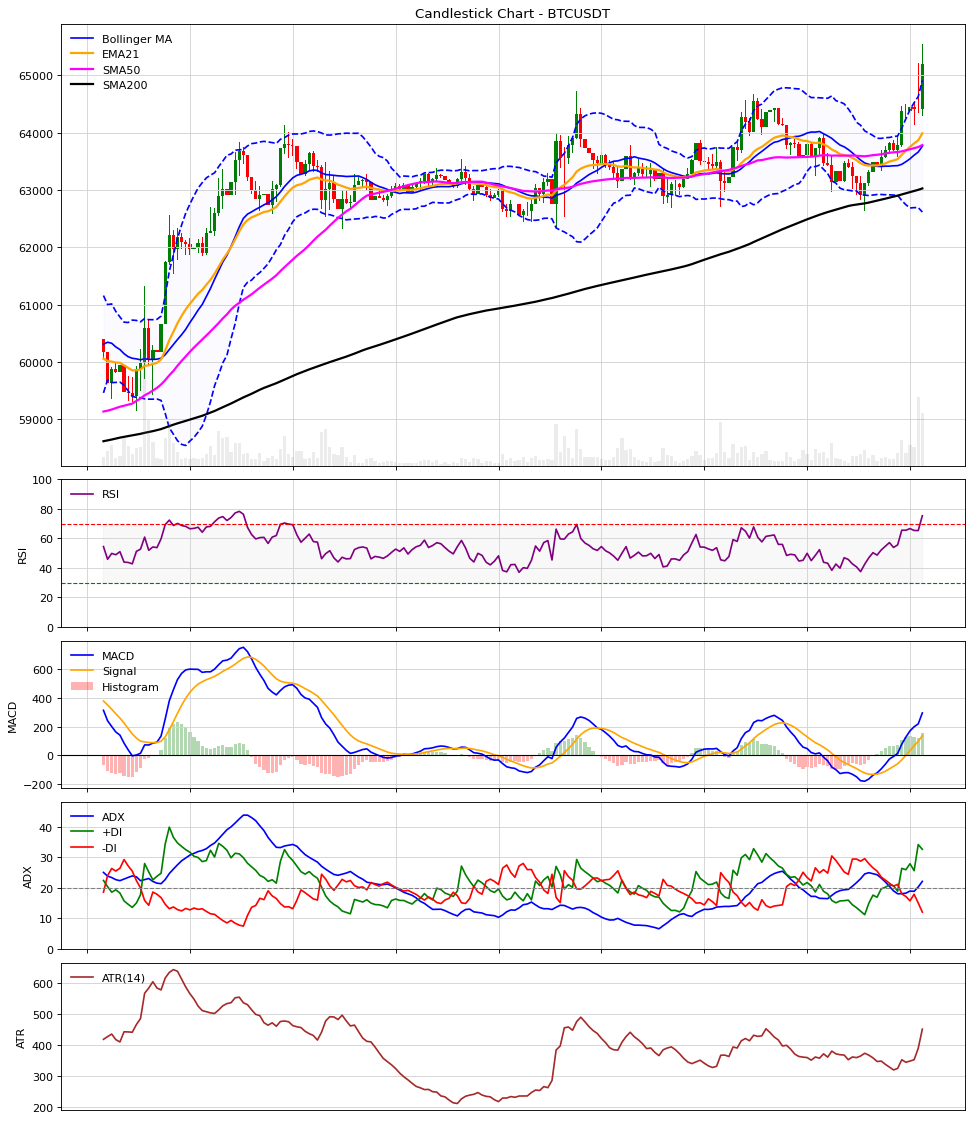 Candlestick Chart - BTCUSDT
Bollinger MA
EMA21
SMA50
SMA200
65000
64000
63000
62000
61000
60000
59000
RSI
100
80
60
40
20
0
RSI
MACD
Signal
Histogram
600
400
200
0
−200
MACD
ADX
+DI
-DI
40
30
20
10
0
ADX
ATR(14)
600
500
400
300
200
ATR